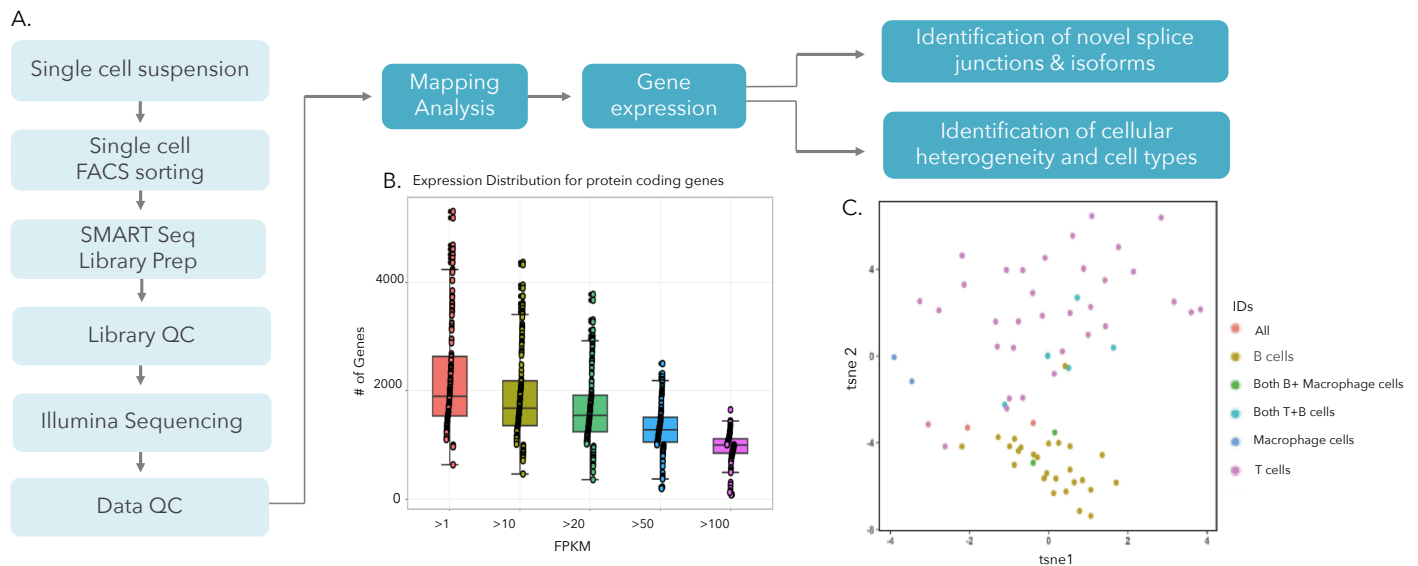 A.
Single cell suspension
Single cell
FACS sorting
SMART Seq
Library Prep
Library QC
Illumina Sequencing
Data QC
Mapping
Analysis
Gene
expression
Identification of novel splice
junctions & isoforms
Identification of cellular
heterogeneity and cell types
B. Expression Distribution for protein coding genes
# of Genes
4000
2000
0
>1 >10 >20 >50 >100
FPKM
C.
tsne 2
4
0
-4
-8
-4 -2 0 2 4
tsne1
IDs
All
B cells
Both B+ Macrophage cells
Both T+B cells
Macrophage cells
T cells